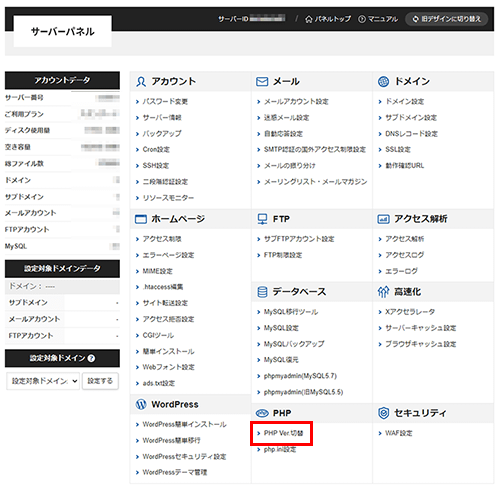 サーバーパネル
サーバーID
/ パネルトップ
マニュアル
旧デザインに切り替え
アカウントデータ
サーバー番号
ご利用プラン
ディスク使用量
空き容量
総ファイル数
ドメイン
サブドメイン
メールアカウント
FTPアカウント
MySQL
設定対象ドメインデータ
ドメイン： ----
サブドメイン -
メールアカウント -
FTPアカウント -
設定対象ドメイン ?
設定対象ドメイン 設定する
アカウント
パスワード変更
サーバー情報
バックアップ
Cron設定
SSH設定
二段階認証設定
リソースモニター
メール
メールアカウント設定
迷惑メール設定
自動応答設定
SMTP認証の国外アクセス制限設定
メールの振り分け
メーリングリスト・メールマガジン
ドメイン
ドメイン設定
サブドメイン設定
DNSレコード設定
SSL設定
動作確認URL
ホームページ
アクセス制限
エラーページ設定
MIME設定
.htaccess編集
サイト転送設定
アクセス拒否設定
CGIツール
簡単インストール
Webフォント設定
ads.txt設定
FTP
サブFTPアカウント設定
FTP制限設定
アクセス解析
アクセス解析
アクセスログ
エラーログ
データベース
MySQL移行ツール
MySQL設定
MySQLバックアップ
MySQL復元
phpmyadmin(MySQL5.7)
phpmyadmin(旧MySQL5.5)
高速化
Xアクセラレータ
サーバーキャッシュ設定
ブラウザキャッシュ設定
WordPress
WordPress簡単インストール
WordPress簡単移行
WordPressセキュリティ設定
WordPressテーマ管理
PHP
PHP Ver.切替
php.ini設定
セキュリティ
WAF設定